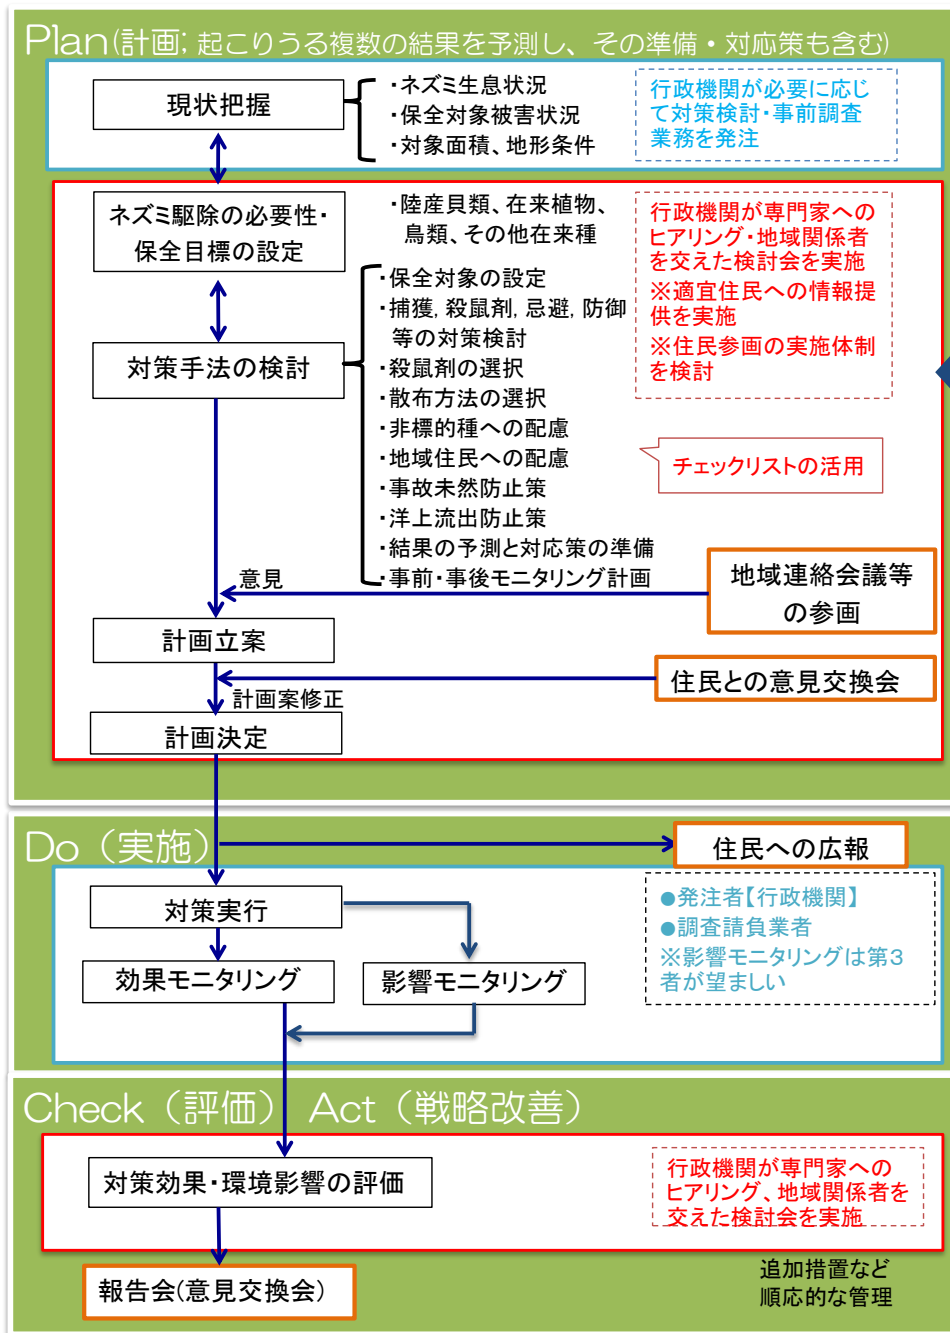 Plan(計画; 起こりうる複数の結果を予測し、その準備・対応策も含む)
現状把握
・ネズミ生息状況
・保全対象被害状況
・対象面積、地形条件
行政機関が必要に応じ
て対策検討・事前調査
業務を発注
ネズミ駆除の必要性・
保全目標の設定
・陸産貝類、在来植物、
鳥類、その他在来種
行政機関が専門家への
ヒアリング・地域関係者
を交えた検討会を実施
※適宜住民への情報提
供を実施
※住民参画の実施体制
を検討
対策手法の検討
・保全対象の設定
・捕獲, 殺鼠剤, 忌避, 防御
等の対策検討
・殺鼠剤の選択
・散布方法の選択
・非標的種への配慮
・地域住民への配慮
・事故未然防止策
・洋上流出防止策
・結果の予測と対応策の準備
・事前・事後モニタリング計画
チェックリストの活用
意見
地域連絡会議等
の参画
計画立案
住民との意見交換会
計画案修正
計画決定
Do（実施）
住民への広報
対策実行
●発注者【行政機関】
●調査請負業者
※影響モニタリングは第3
者が望ましい
効果モニタリング
影響モニタリング
Check（評価） Act（戦略改善）
対策効果・環境影響の評価
行政機関が専門家への
ヒアリング、地域関係者を
交えた検討会を実施
報告会(意見交換会)
追加措置など
順応的な管理